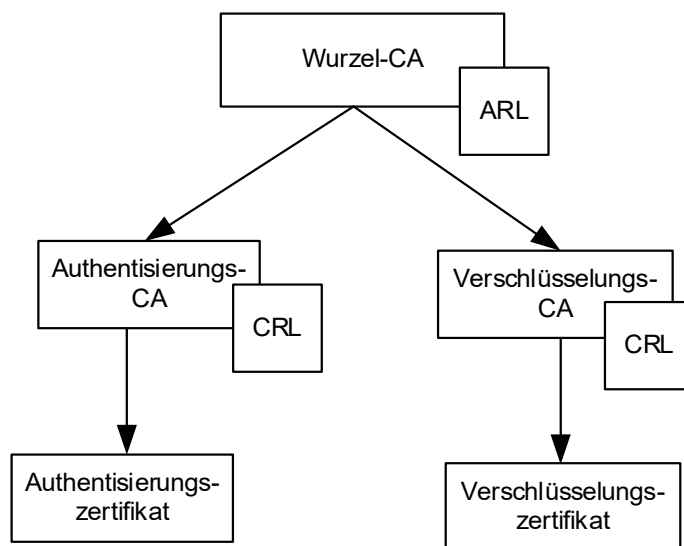 Wurzel-CA
ARL
Authentisierungs-
CA
CRL
Verschlüsselungs-
CA
CRL
Authentisierungs-
zertifikat
Verschlüsselungs-
zertifikat